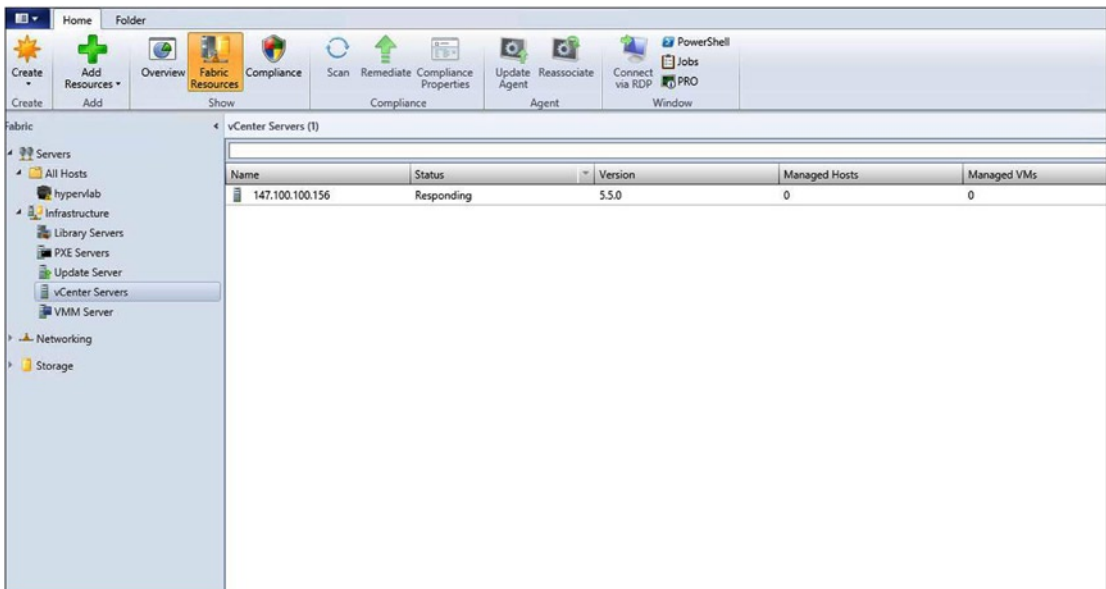 Home Folder
Create
Add Resources
Overview
Fabric Resources
Compliance
Scan
Remediate
Compliance Properties
Update Agent
Reassociate
Connect via RDP
PowerShell
Jobs
PRO
Create Add Show Compliance Agent Window
Fabric
Servers
All Hosts
hypervlab
Infrastructure
Library Servers
PXE Servers
Update Server
vCenter Servers
VMM Server
Networking
Storage
vCenter Servers (1)
Name Status Version Managed Hosts Managed VMs
147.100.100.156 Responding 5.5.0 0 0